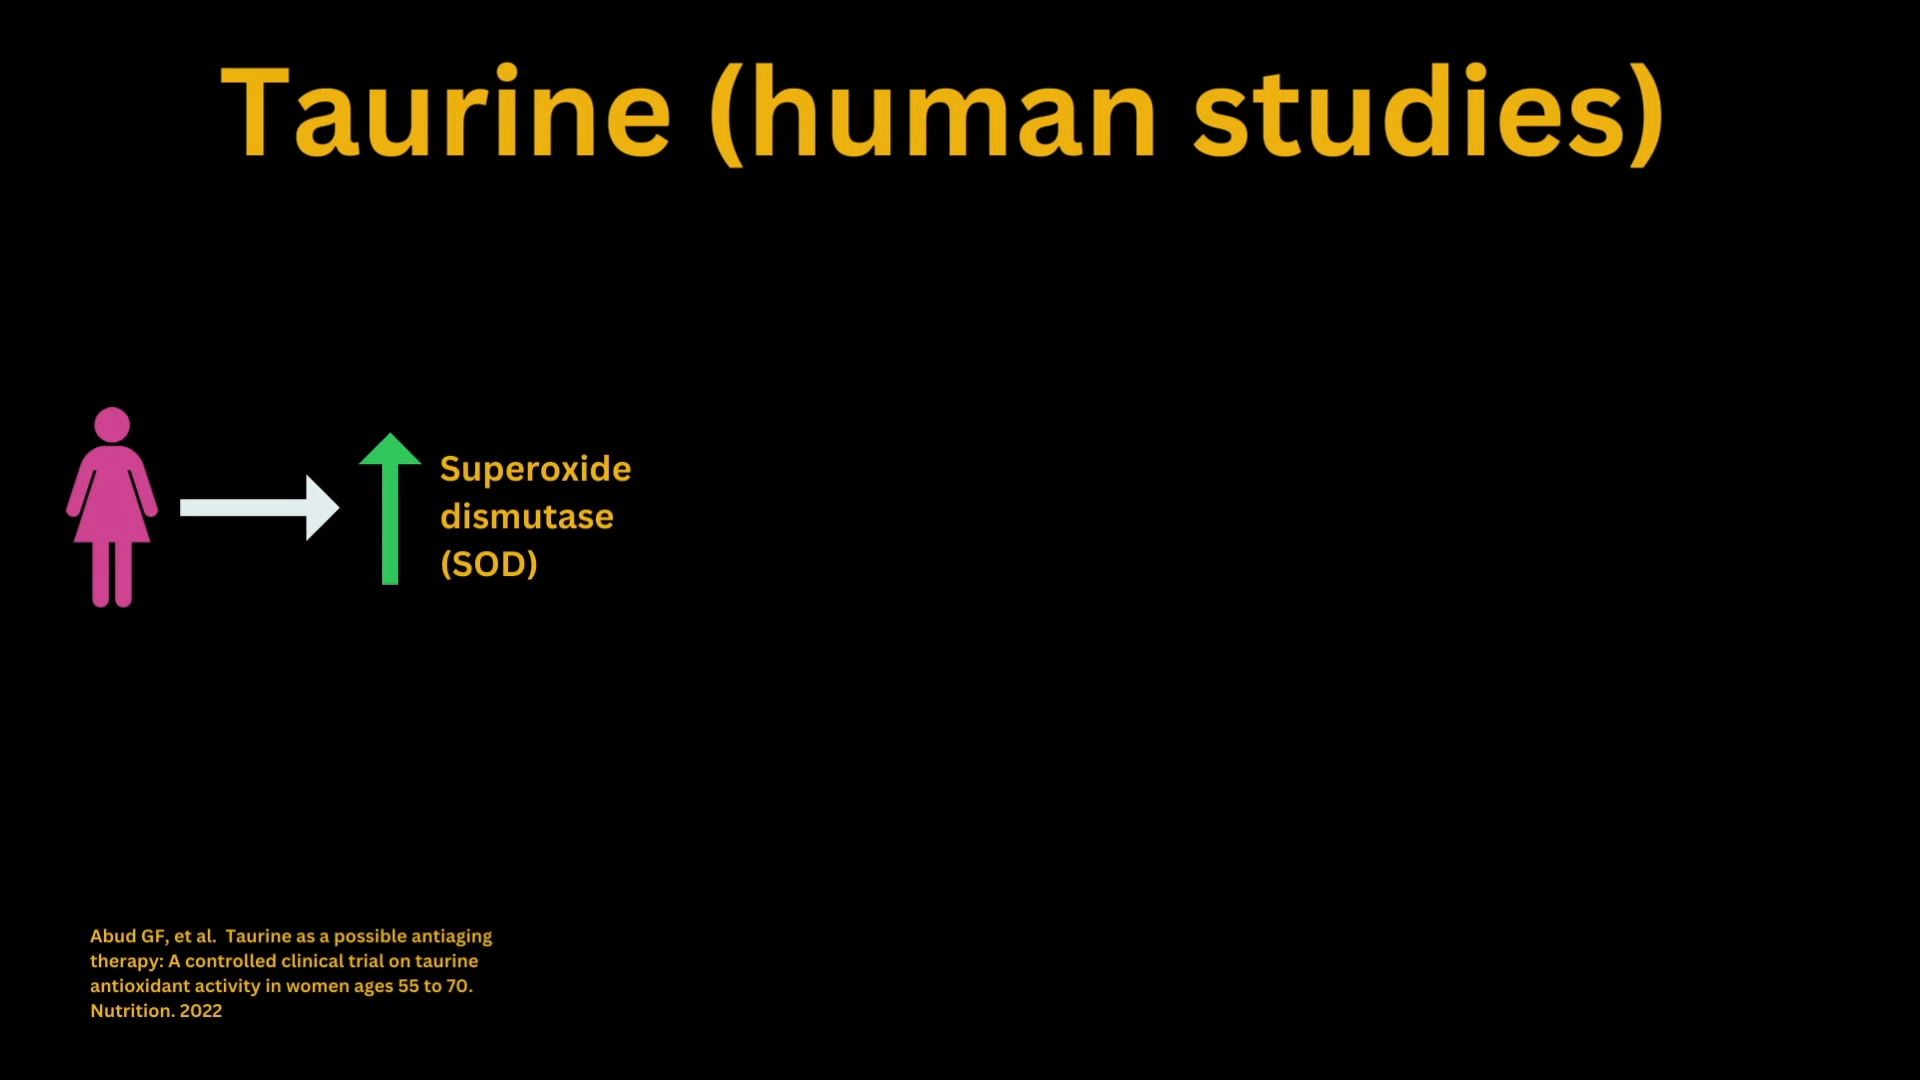 Taurine (human studies)
Superoxide
dismutase
(SOD)
Abud GF, et al.  Taurine as a possible antiaging
therapy: A controlled clinical trial on taurine
antioxidant activity in women ages 55 to 70.
Nutrition. 2022